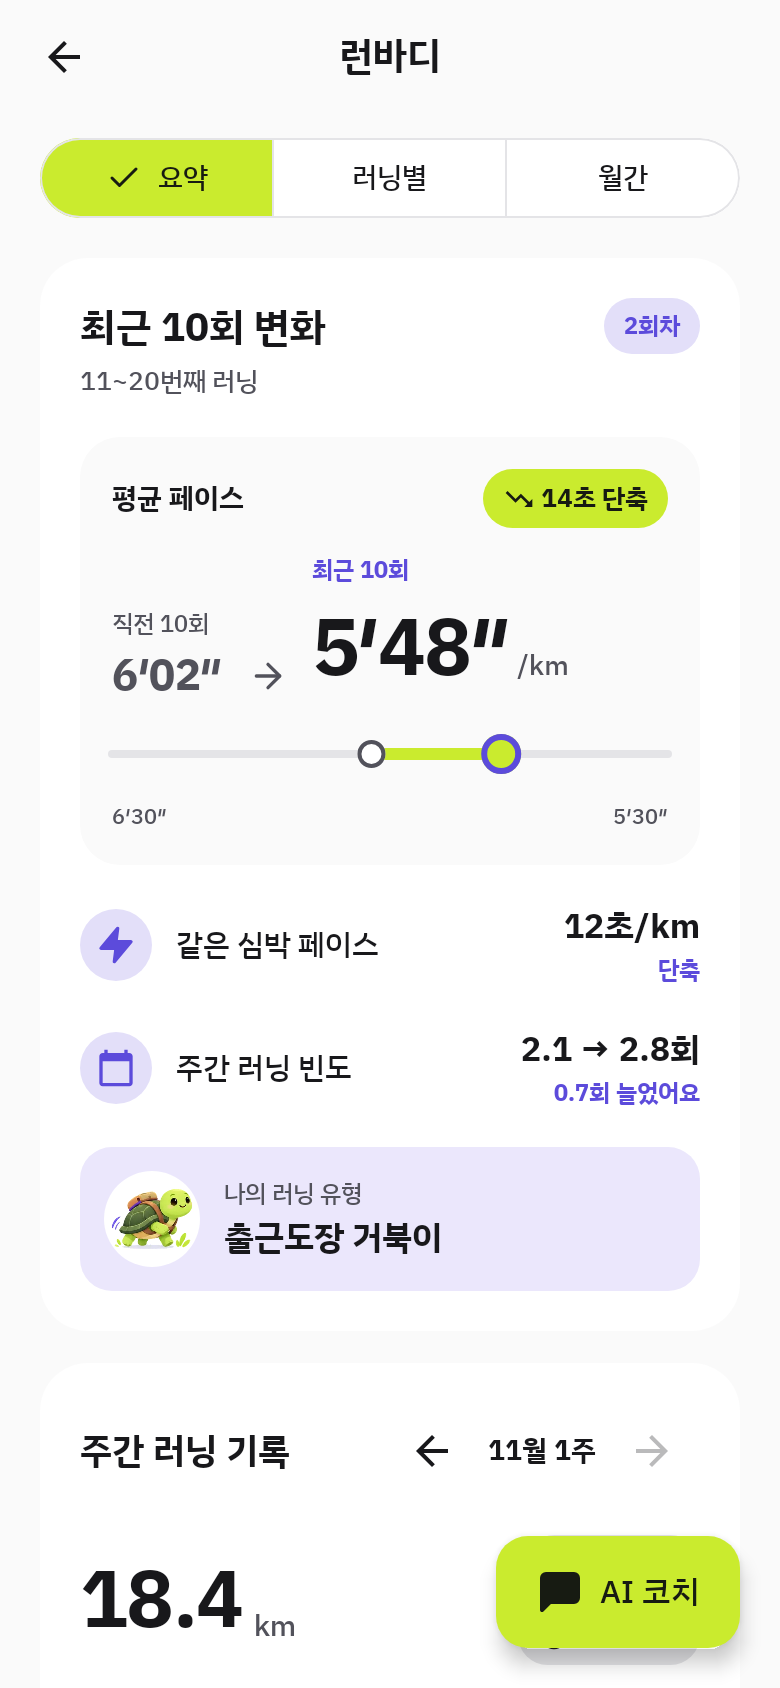 런바디
요약
러닝별
월간
최근 10회 변화
2회차
11~20번째 러닝
평균 페이스
14초 단축
최근 10회
직전 10회
6′02″
5′48″ /km
6′30″
5′30″
같은 심박 페이스
12초/km
단축
주간 러닝 빈도
2.1 → 2.8회
0.7회 늘었어요
나의 러닝 유형
출근도장 거북이
주간 러닝 기록
11월 1주
18.4 km
AI 코치